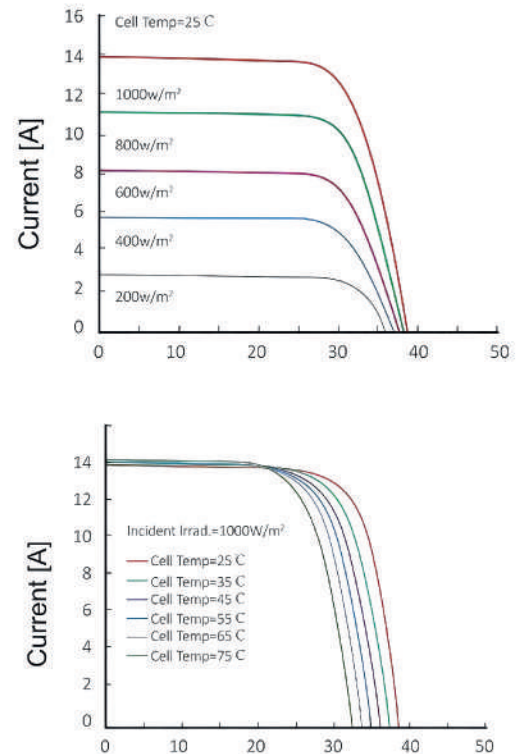 Cell Temp=25 C
Current [A]
16
14
12
10
8
6
4
2
0
1000w/m²
800w/m²
600w/m²
400w/m²
200w/m²
0 10 20 30 40 50
Current [A]
14
12
10
8
6
4
2
0
Incident Irrad.=1000W/m²
Cell Temp=25 C
Cell Temp=35 C
Cell Temp=45 C
Cell Temp=55 C
Cell Temp=65 C
Cell Temp=75 C
0 10 20 30 40 50